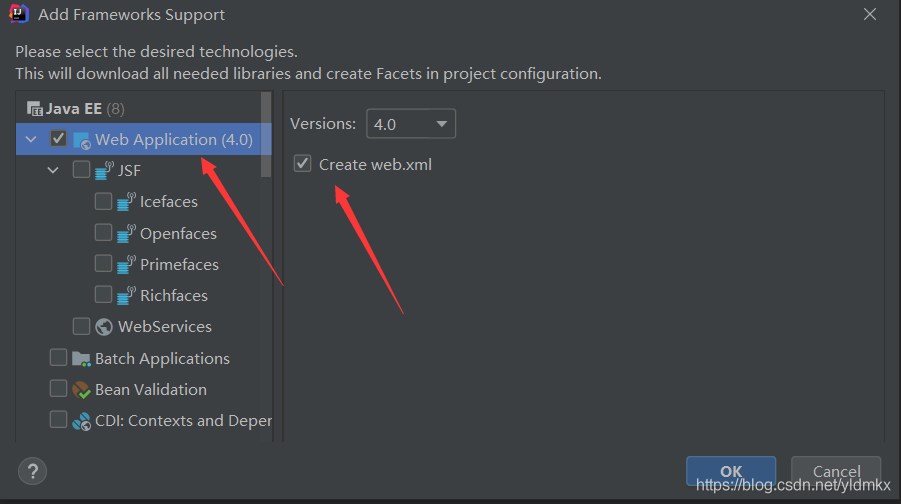 Add Frameworks Support
Please select the desired technologies.
This will download all needed libraries and create Facets in project configuration.
Java EE (8)
Web Application (4.0)
JSF
Icefaces
Openfaces
Primefaces
Richfaces
WebServices
Batch Applications
Bean Validation
CDI: Contexts and Deper
Versions: 4.0
Create web.xml
?
OK
Cancel
https://blog.csdn.net/yldmkx